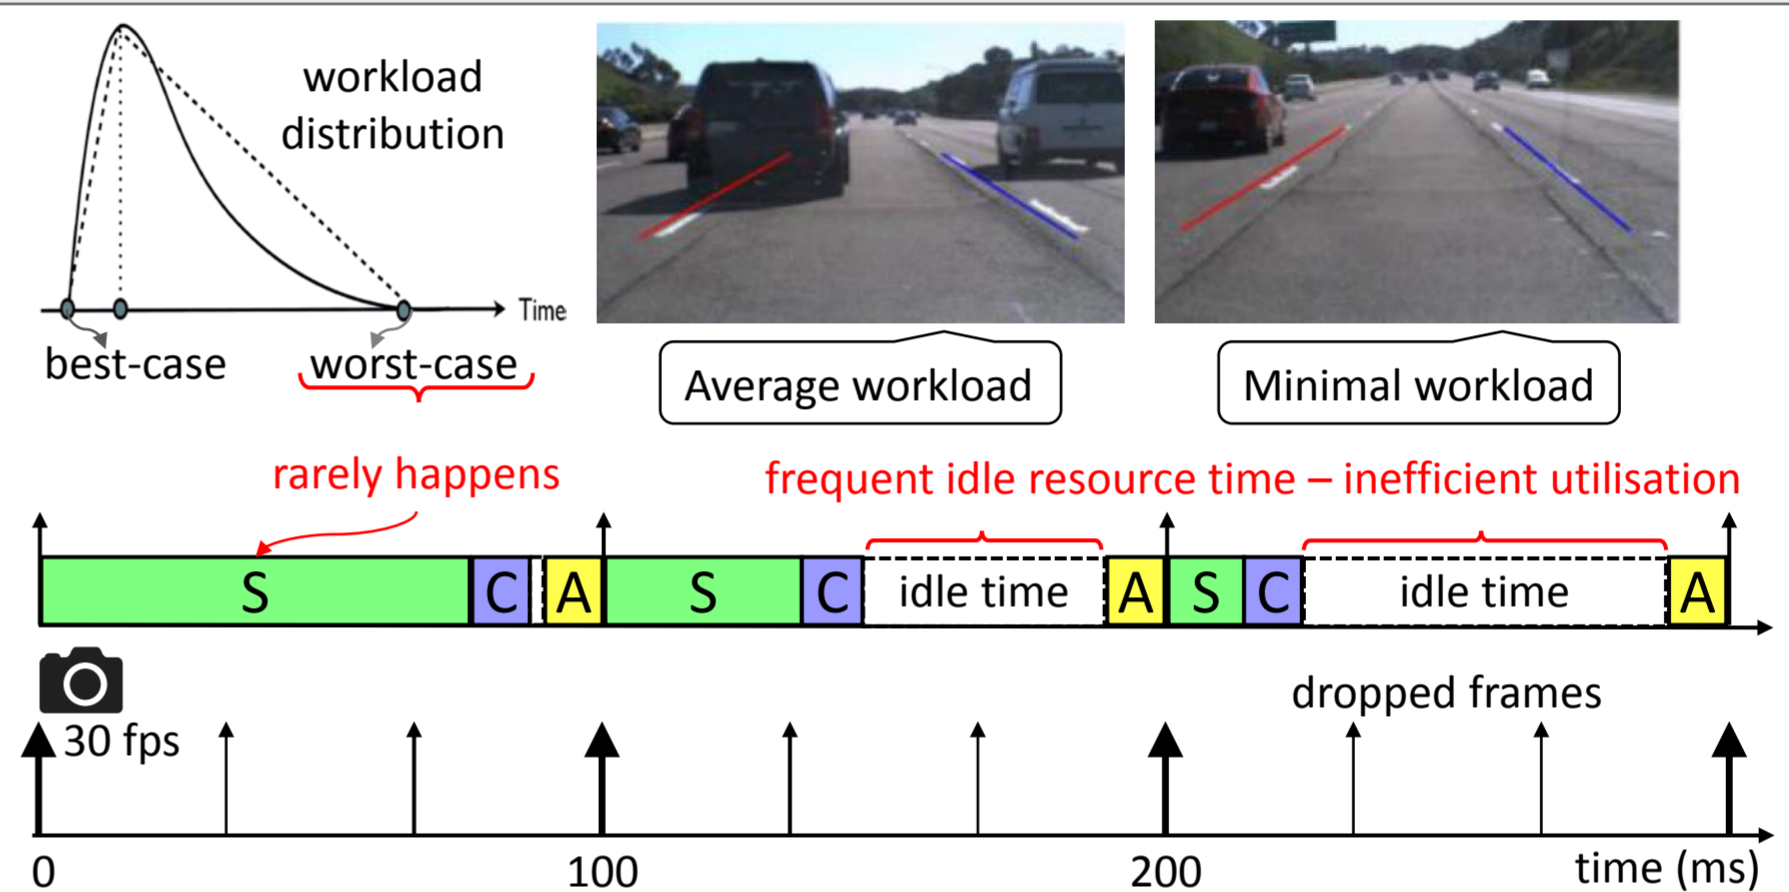 workload
distribution
Time
best-case
worst-case
Average workload
Minimal workload
rarely happens
frequent idle resource time – inefficient utilisation
S C A S C idle time A S C idle time A
dropped frames
30 fps
0 100 200 time (ms)